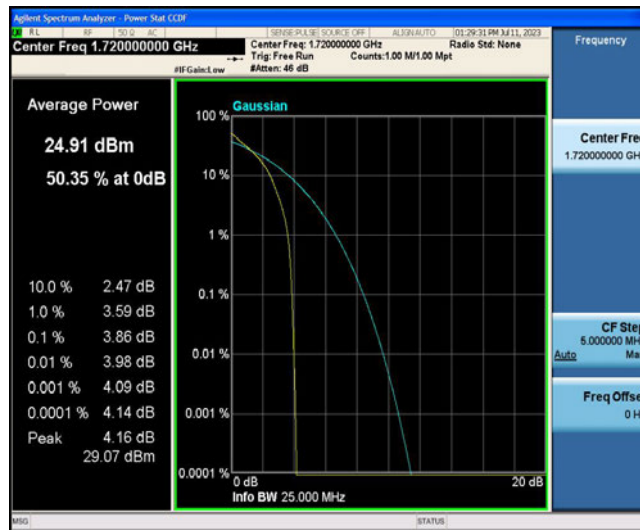 Agilent Spectrum Analyzer - Power Stat CCDF
RL RF 50 Ω AC SENSE:PULSE SOURCE OFF ALIGN AUTO 01:29:31 PM Jul 11, 2023
Center Freq 1.720000000 GHz
Center Freq: 1.720000000 GHz Radio Std: None
Trig: Free Run Counts:1.00 M/1.00 Mpt
#IFGain:Low #Atten: 46 dB
Frequency
Average Power
24.91 dBm
50.35 % at 0dB
10.0 % 2.47 dB
1.0 % 3.59 dB
0.1 % 3.86 dB
0.01 % 3.98 dB
0.001 % 4.09 dB
0.0001 % 4.14 dB
Peak 4.16 dB
29.07 dBm
Gaussian
100 %
10 %
1 %
0.1 %
0.01 %
0.001 %
0.0001 %
0 dB 20 dB
Info BW 25.000 MHz
Center Fre
1.720000000 GH
CF Ste
5.000000 MH
Auto Ma
Freq Offse
0 H
MSG STATUS